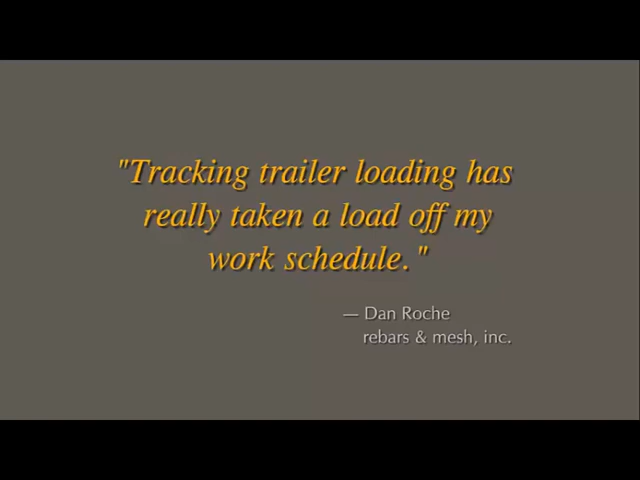 "Tracking trailer loading has
really taken a load off my
work schedule."
— Dan Roche
rebars & mesh, inc.